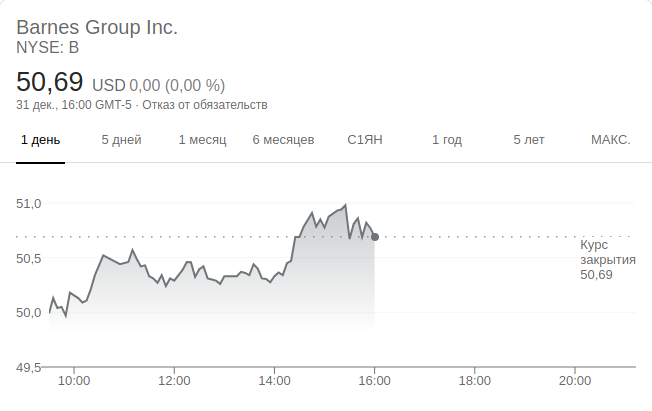 Barnes Group Inc.
NYSE: B
50,69 USD 0,00 (0,00 %)
31 дек., 16:00 GMT-5 · Отказ от обязательств
1 день 5 дней 1 месяц 6 месяцев С1ЯН 1 год 5 лет МАКС.
51,0
50,5
50,0
49,5
Курс
закрытия
50,69
10:00 12:00 14:00 16:00 18:00 20:00